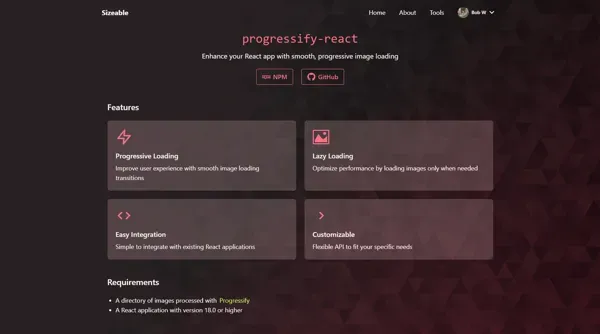 Sizeable
Home About Tools Bob W
progressify-react
Enhance your React app with smooth, progressive image loading
NPM GitHub
Features
Progressive Loading
Improve user experience with smooth image loading
transitions
Lazy Loading
Optimize performance by loading images only when needed
Easy Integration
Simple to integrate with existing React applications
Customizable
Flexible API to fit your specific needs
Requirements
A directory of images processed with Progressify
A React application with version 18.0 or higher